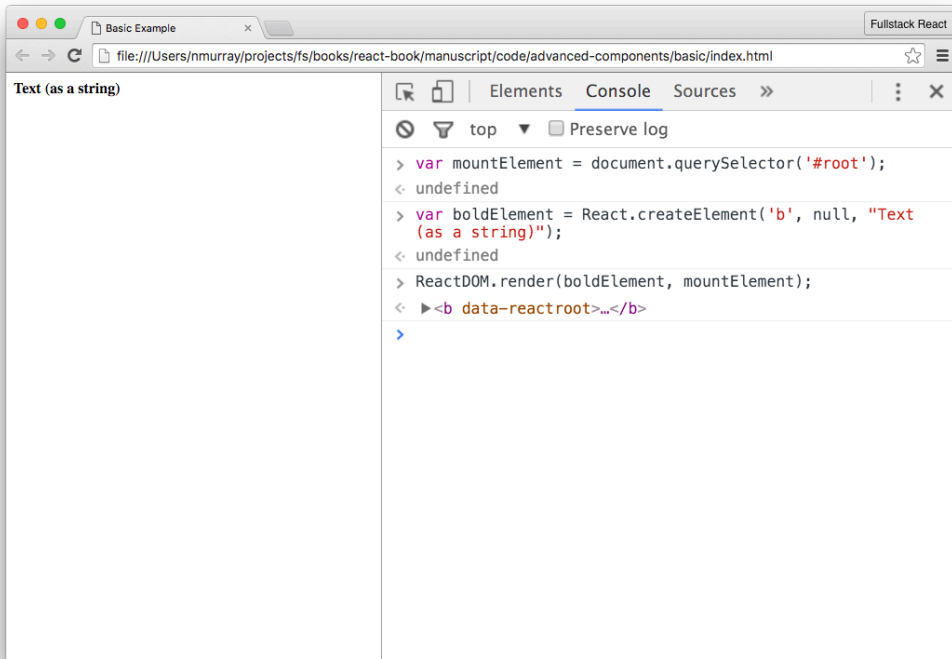 Basic Example
Fullstack React
file:///Users/nmurray/projects/fs/books/react-book/manuscript/code/advanced-components/basic/index.html
Text (as a string)
Elements Console Sources »
top ▼ Preserve log
> var mountElement = document.querySelector('#root');
undefined
> var boldElement = React.createElement('b', null, "Text
(as a string)");
undefined
> ReactDOM.render(boldElement, mountElement);
▶<b data-reactroot>…</b>
>